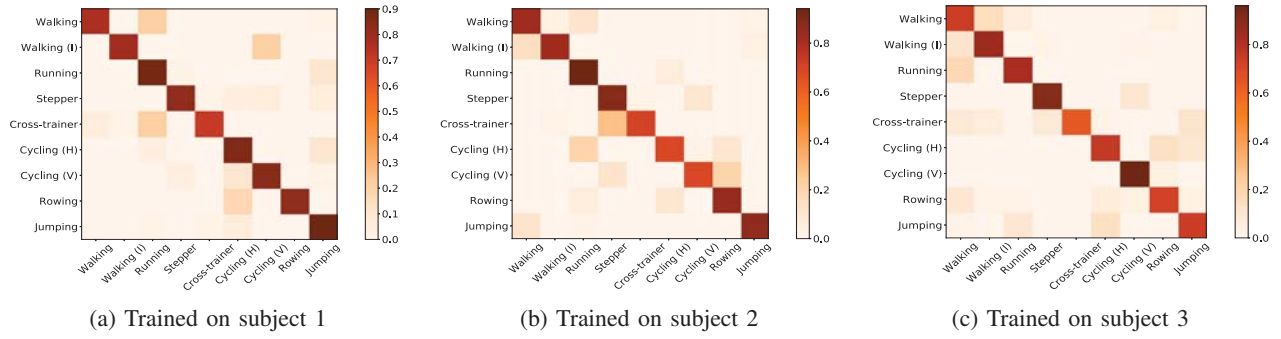 Walking
Walking (I)
Running
Stepper
Cross-trainer
Cycling (H)
Cycling (V)
Rowing
Jumping
Walking
Walking (I)
Running
Stepper
Cross-trainer
Cycling (H)
Cycling (V)
Rowing
Jumping
0.9
0.8
0.7
0.6
0.5
0.4
0.3
0.2
0.1
0.0
(a) Trained on subject 1
Walking
Walking (I)
Running
Stepper
Cross-trainer
Cycling (H)
Cycling (V)
Rowing
Jumping
Walking
Walking (I)
Running
Stepper
Cross-trainer
Cycling (H)
Cycling (V)
Rowing
Jumping
0.8
0.6
0.4
0.2
0.0
(b) Trained on subject 2
Walking
Walking (I)
Running
Stepper
Cross-trainer
Cycling (H)
Cycling (V)
Rowing
Jumping
Walking
Walking (I)
Running
Stepper
Cross-trainer
Cycling (H)
Cycling (V)
Rowing
Jumping
0.8
0.6
0.4
0.2
0.0
(c) Trained on subject 3